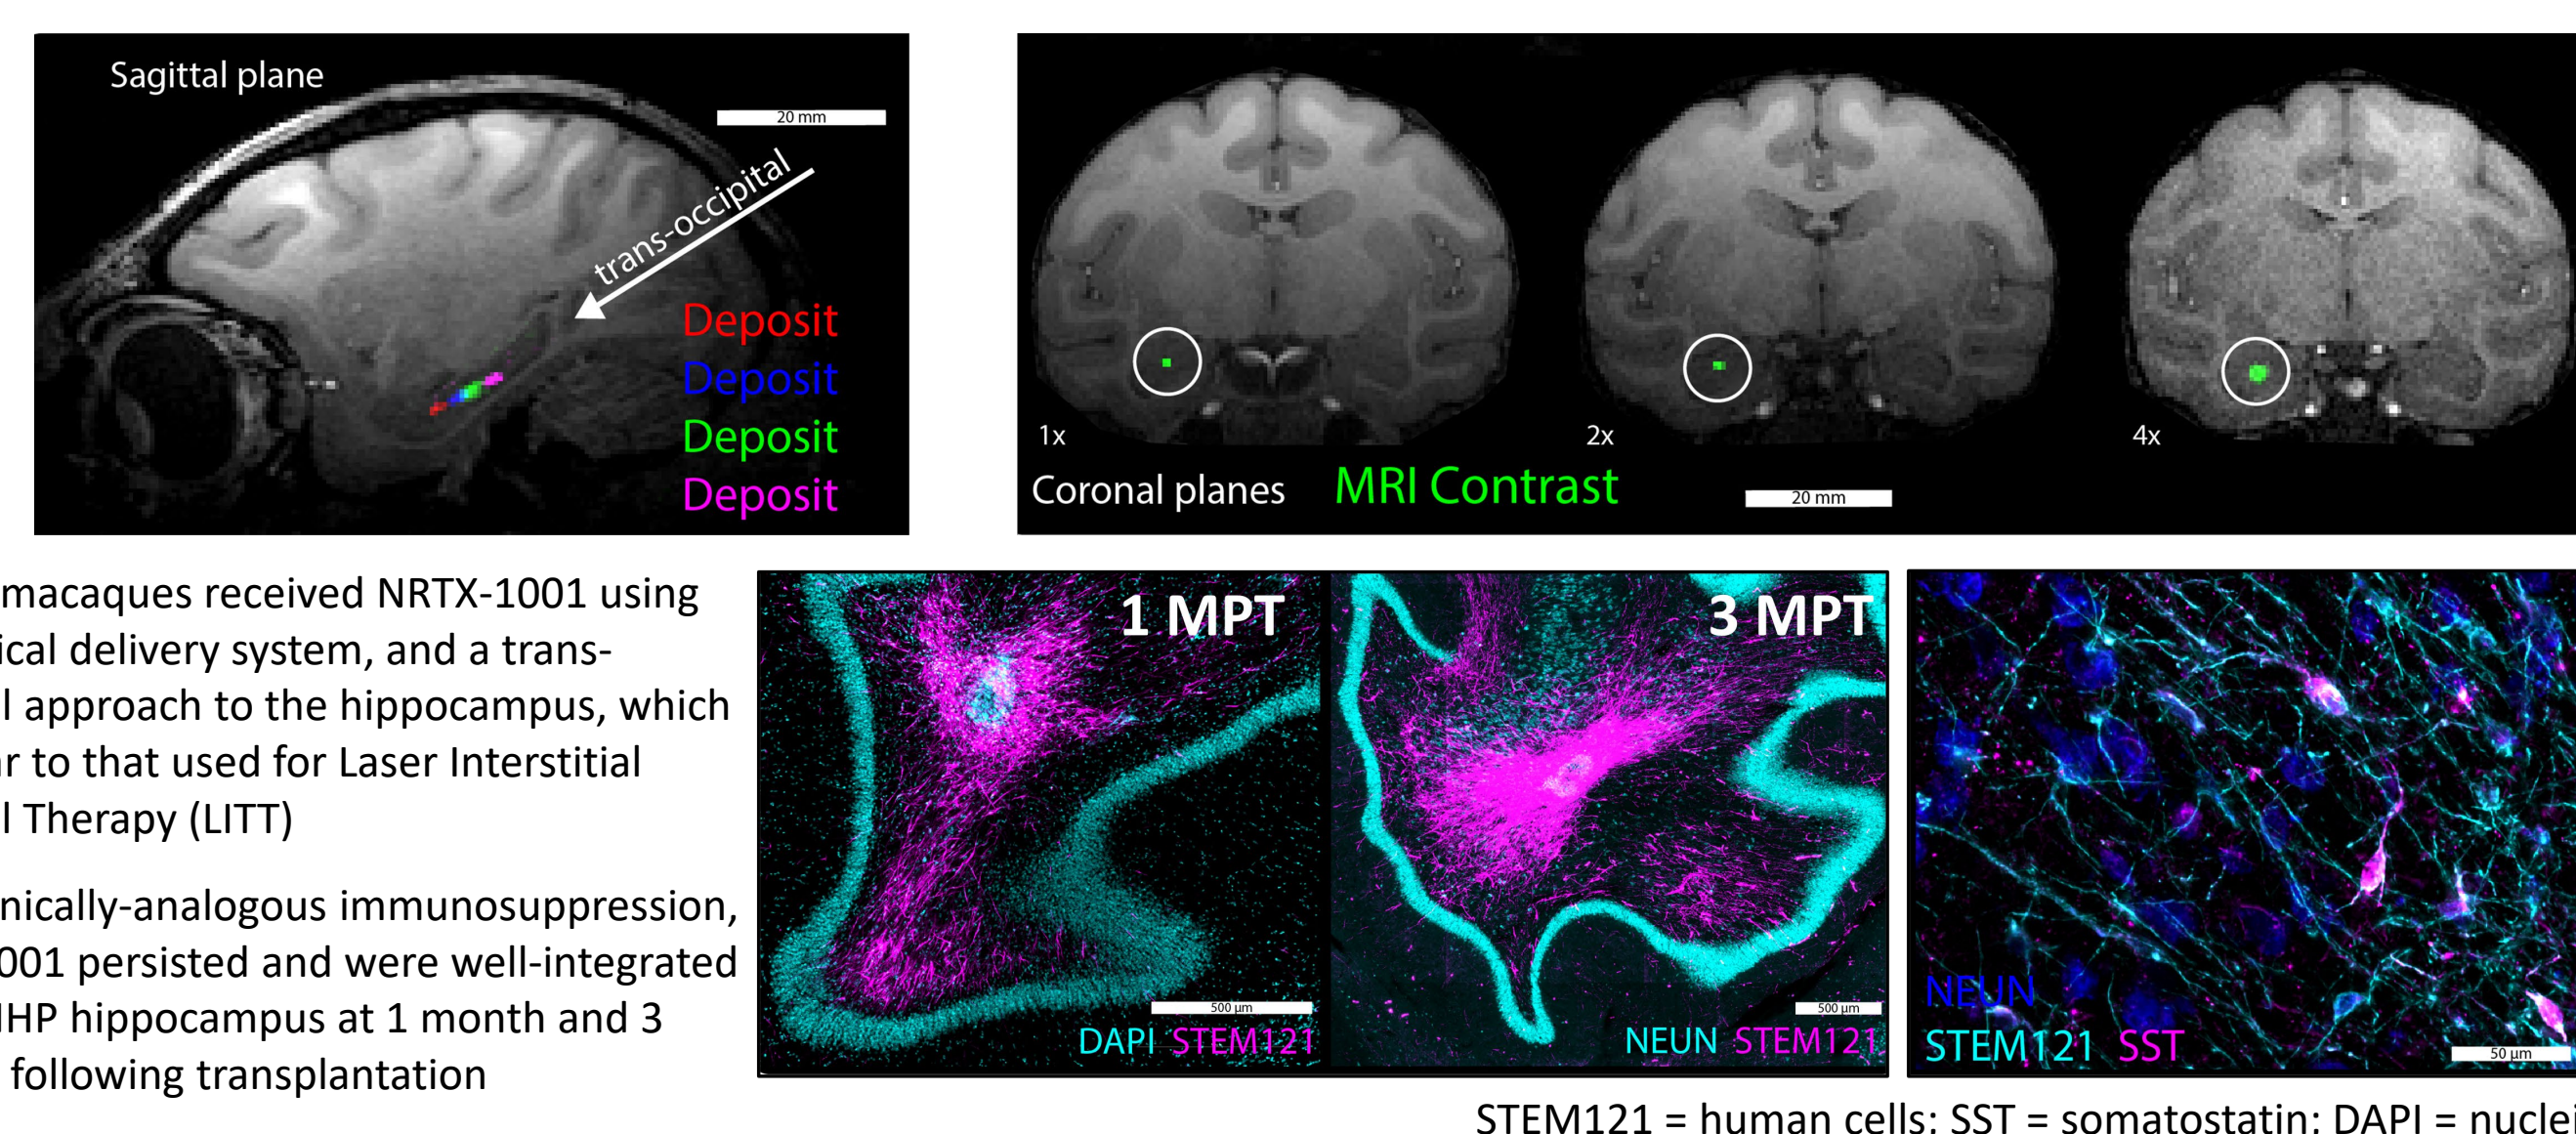 Sagittal plane
20 mm
trans-occipital
Deposit
Deposit
Deposit
Deposit
1x
2x
4x
Coronal planes MRI Contrast
20 mm
macaques received NRTX-1001 using
ical delivery system, and a trans-
l approach to the hippocampus, which
r to that used for Laser Interstitial
l Therapy (LITT)
nically-analogous immunosuppression,
001 persisted and were well-integrated
HP hippocampus at 1 month and 3
following transplantation
1 MPT
500 µm
DAPI STEM121
3 MPT
500 µm
NEUN STEM121
NEUN
STEM121 SST
50 µm
STEM121 = human cells; SST = somatostatin; DAPI = nuclei